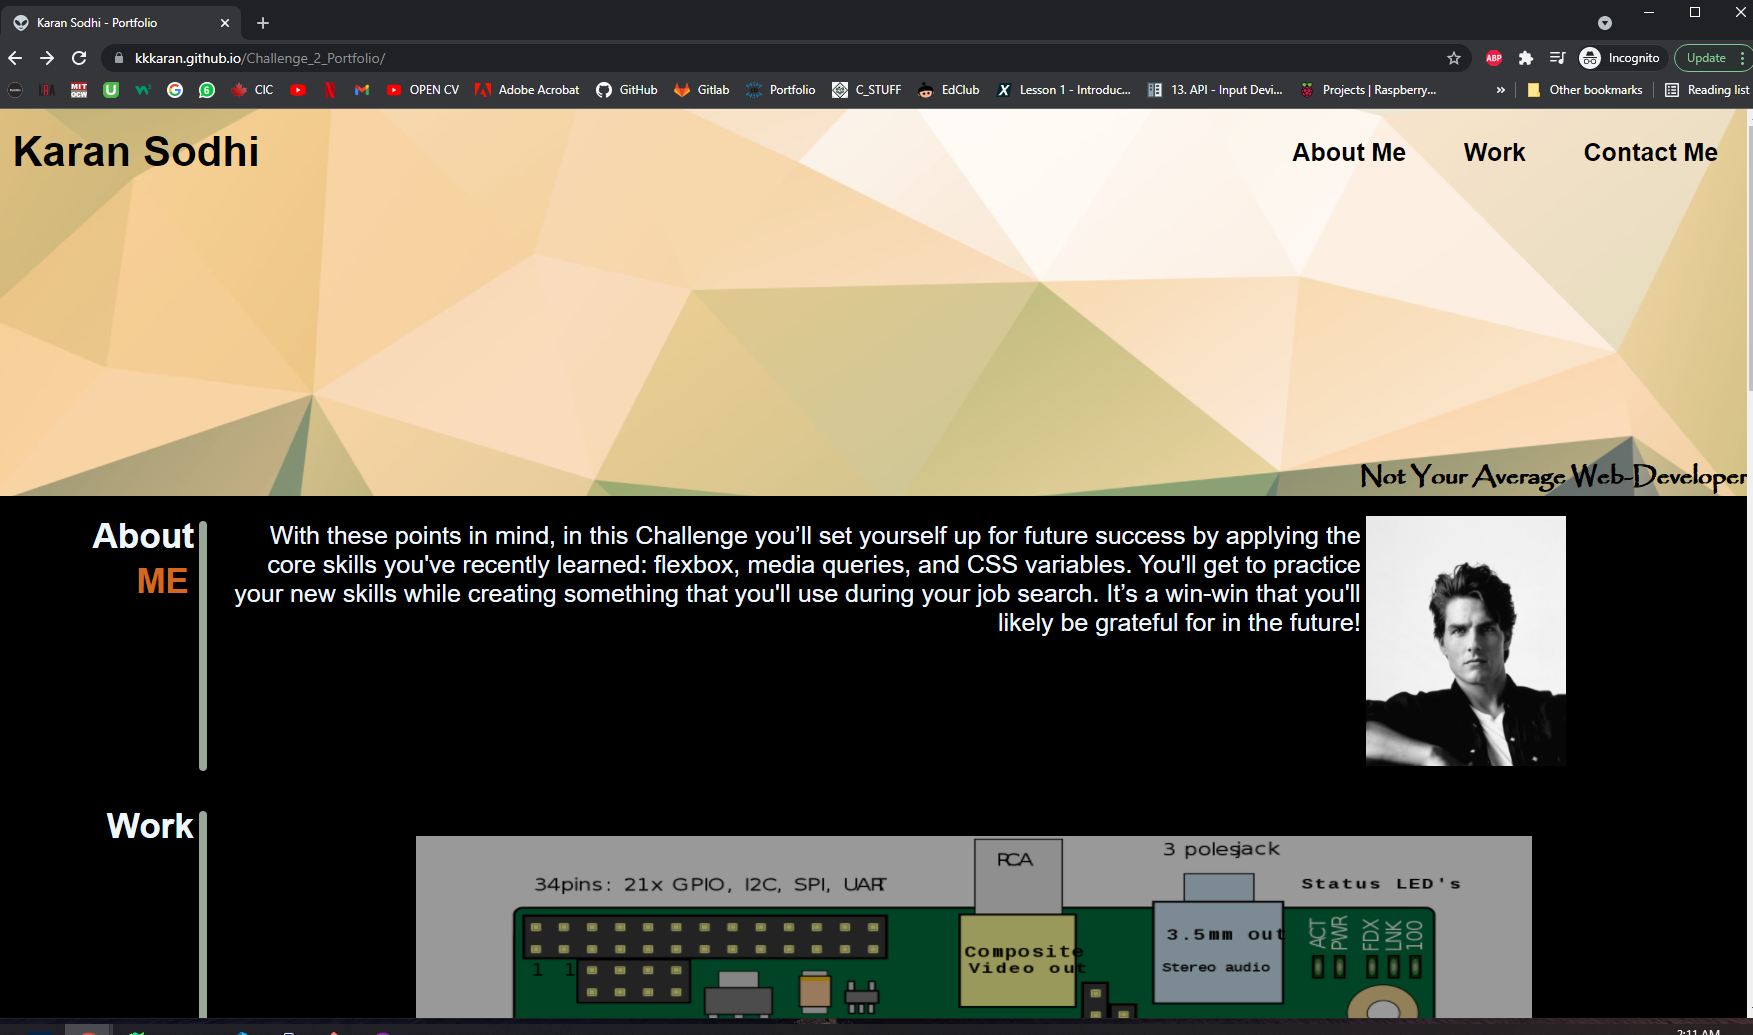 Karan Sodhi - Portfolio
kkkaran.github.io/Challenge_2_Portfolio/
ABP
Incognito
Update
MIT
OCW
6
CIC
OPEN CV
Adobe Acrobat
GitHub
Gitlab
Portfolio
C_STUFF
EdClub
Lesson 1 - Introduc...
13. API - Input Devi...
Projects | Raspberry...
»
Other bookmarks
Reading list
Karan Sodhi
About Me
Work
Contact Me
Not Your Average Web-Developer
About
ME
With these points in mind, in this Challenge you’ll set yourself up for future success by applying the
core skills you've recently learned: flexbox, media queries, and CSS variables. You'll get to practice
your new skills while creating something that you'll use during your job search. It’s a win-win that you'll
likely be grateful for in the future!
Work
34pins: 21x GPIO, I2C, SPI, UART
RCA
3 polesjack
Status LED's
Composite
Video out
3.5mm out
Stereo audio
ACT
PWR
FDX
LNK
100
1 1
2:11 AM